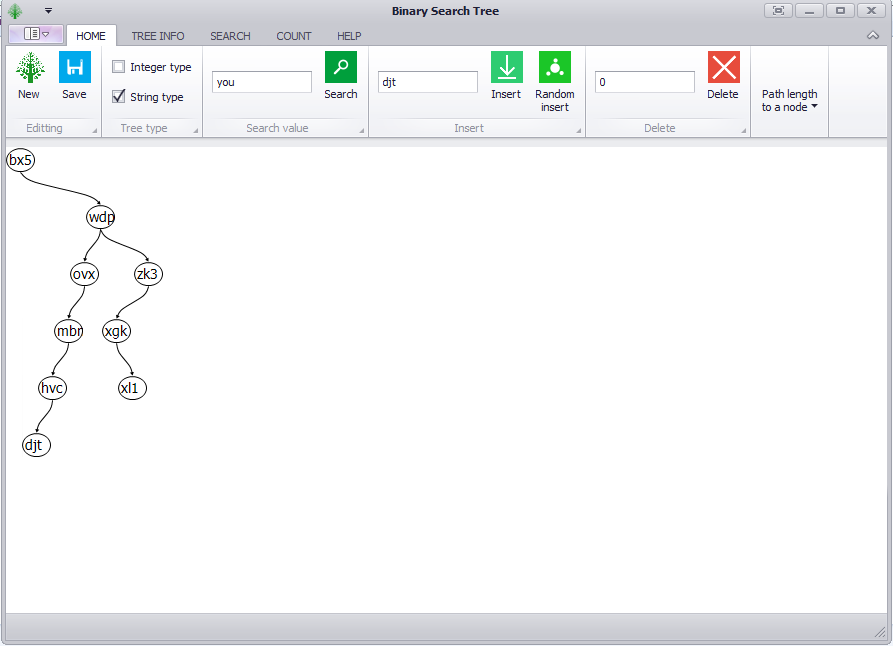 Binary Search Tree
HOME TREE INFO SEARCH COUNT HELP
New
Save
Editting
Integer type
String type
Tree type
you
Search
Search value
djt
Insert
Random
insert
Insert
0
Delete
Delete
Path length
to a node
bx5
wdp
ovx zk3
mbr xgk
hvc xl1
djt